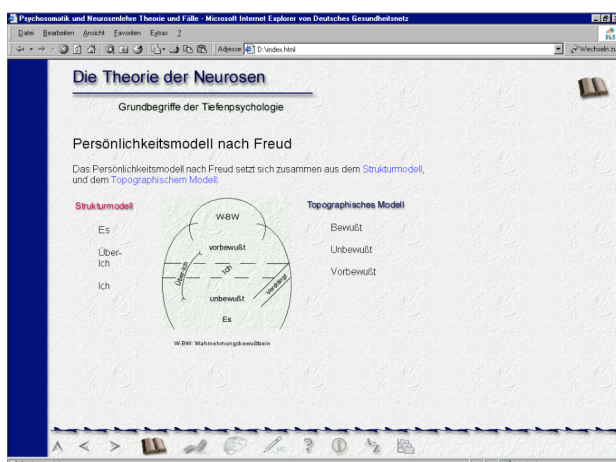 Psychosomatik und Neurosenlehre Theorie und Fälle - Microsoft Internet Explorer von Deutsches Gesundheitsnetz
Datei Bearbeiten Ansicht Favoriten Extras ?
Adresse D:\index.html Wechseln zu
Die Theorie der Neurosen
Grundbegriffe der Tiefenpsychologie
Persönlichkeitsmodell nach Freud
Das Persönlichkeitsmodell nach Freud setzt sich zusammen aus dem Strukturmodell,
und dem Topographischem Modell:
Strukturmodell
Es
Über-
Ich
Ich
W-BW
vorbewußt
Ich
Über-Ich
Verdrängt
unbewußt
Es
W-BW: Wahrnehmungsbewußtsein
Topographisches Modell
Bewußt
Unbewußt
Vorbewußt